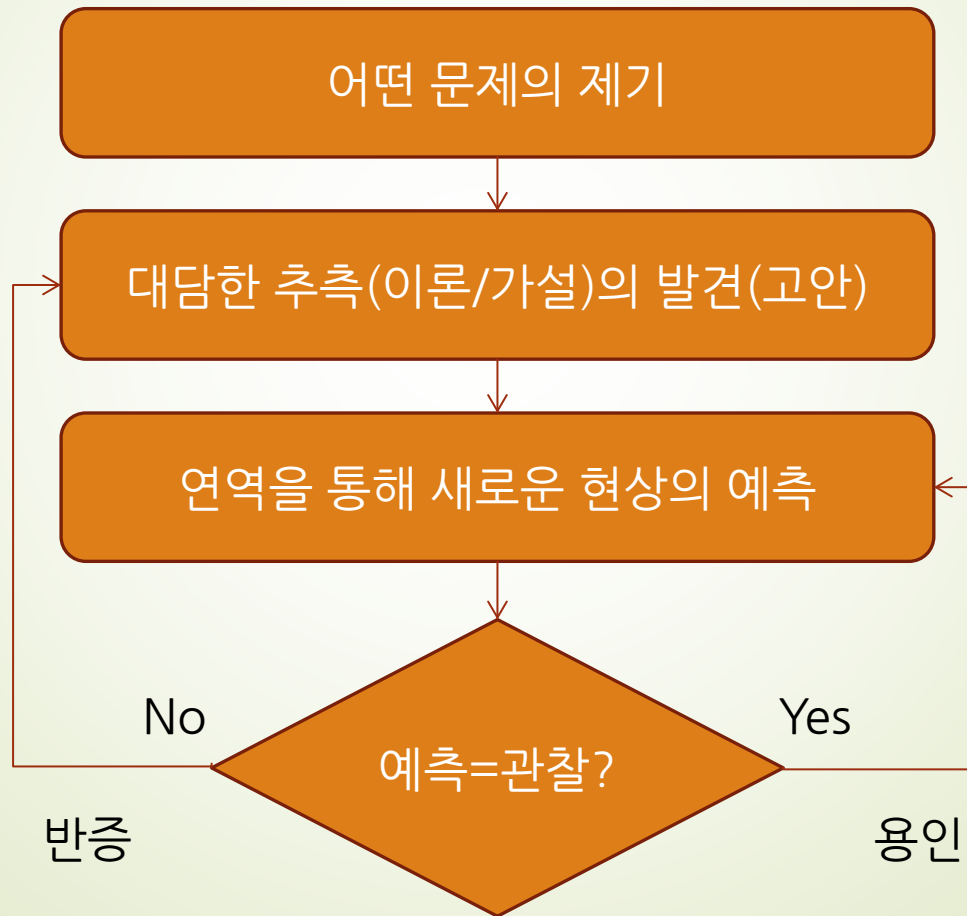 어떤 문제의 제기
대담한 추측(이론/가설)의 발견(고안)
연역을 통해 새로운 현상의 예측
No
Yes
예측=관찰?
반증
용인